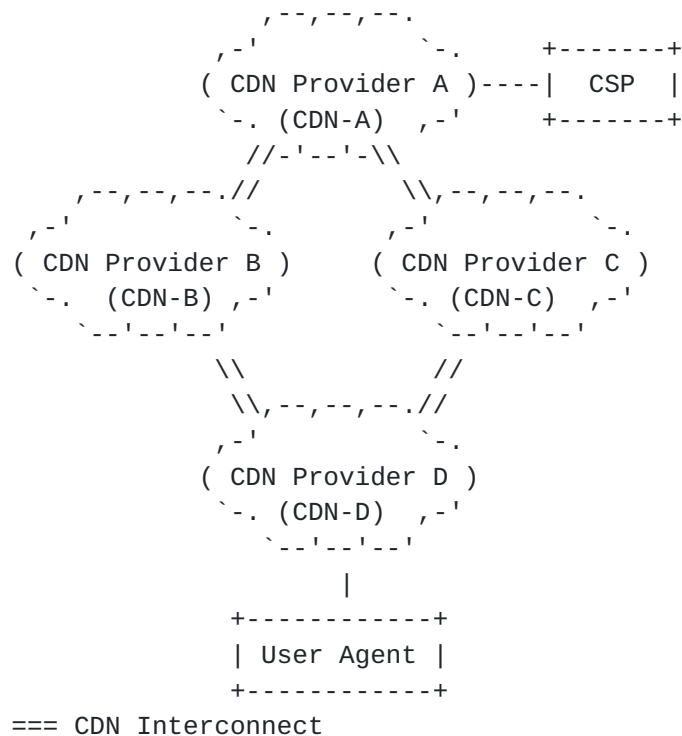 CDN Provider A
CSP
(CDN-A)
CDN Provider B
CDN Provider C
(CDN-B)
(CDN-C)
CDN Provider D
(CDN-D)
User Agent
=== CDN Interconnect